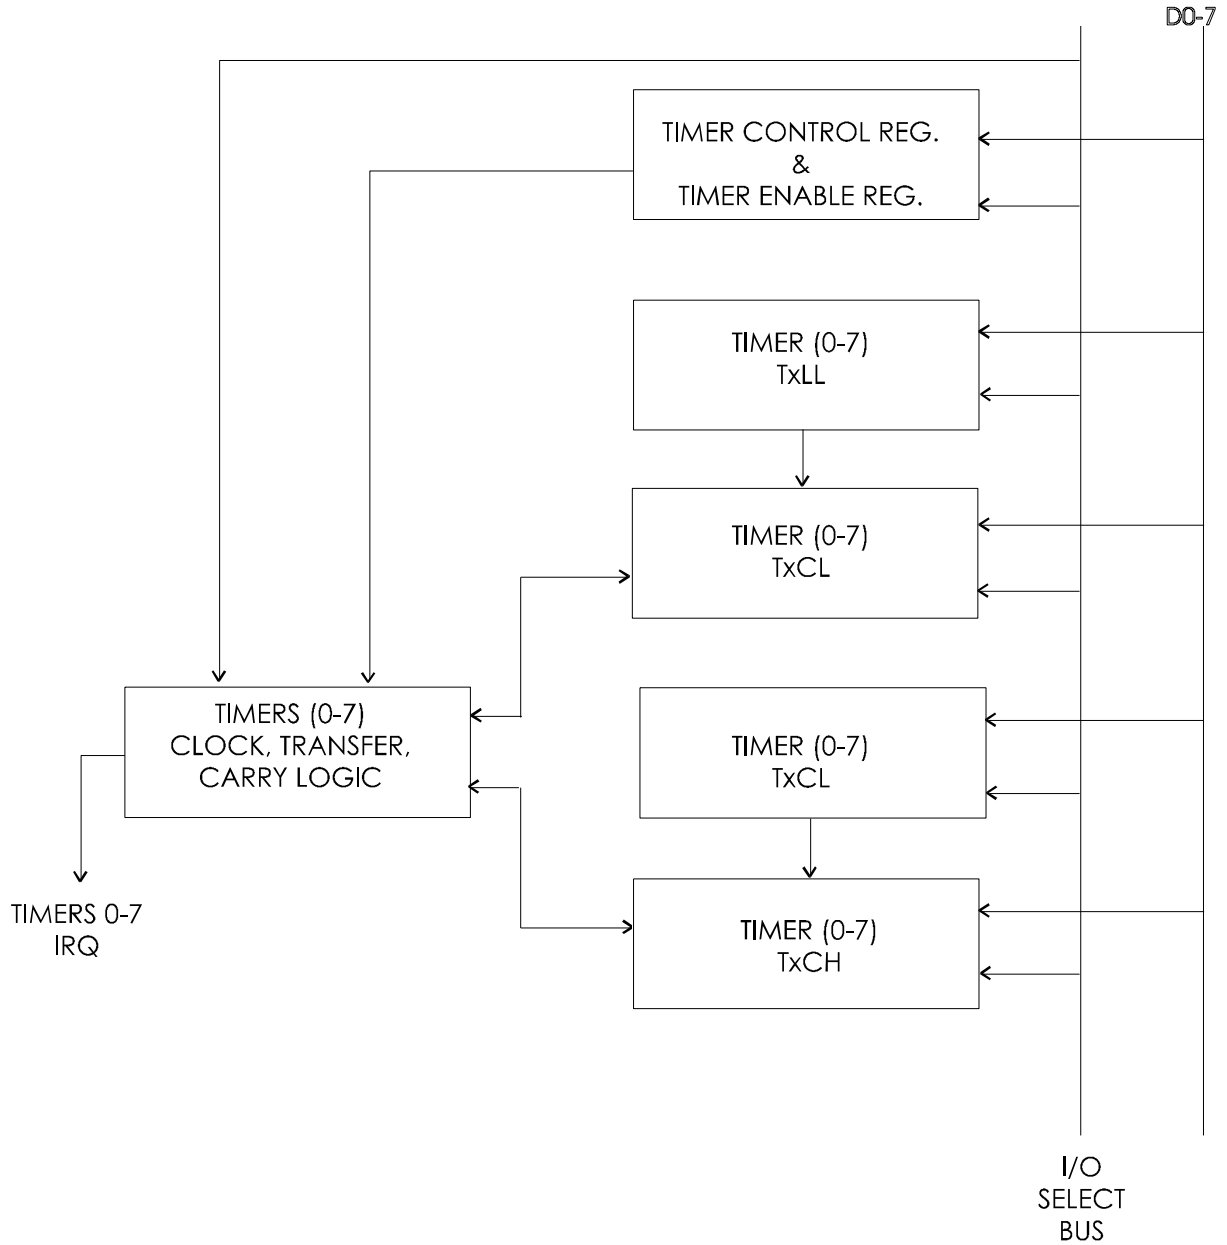 D0-7
TIMER CONTROL REG.
&
TIMER ENABLE REG.
TIMER (0-7)
TxLL
TIMER (0-7)
TxCL
TIMERS (0-7)
CLOCK, TRANSFER,
CARRY LOGIC
TIMER (0-7)
TxCL
TIMERS 0-7
IRQ
TIMER (0-7)
TxCH
I/O
SELECT
BUS